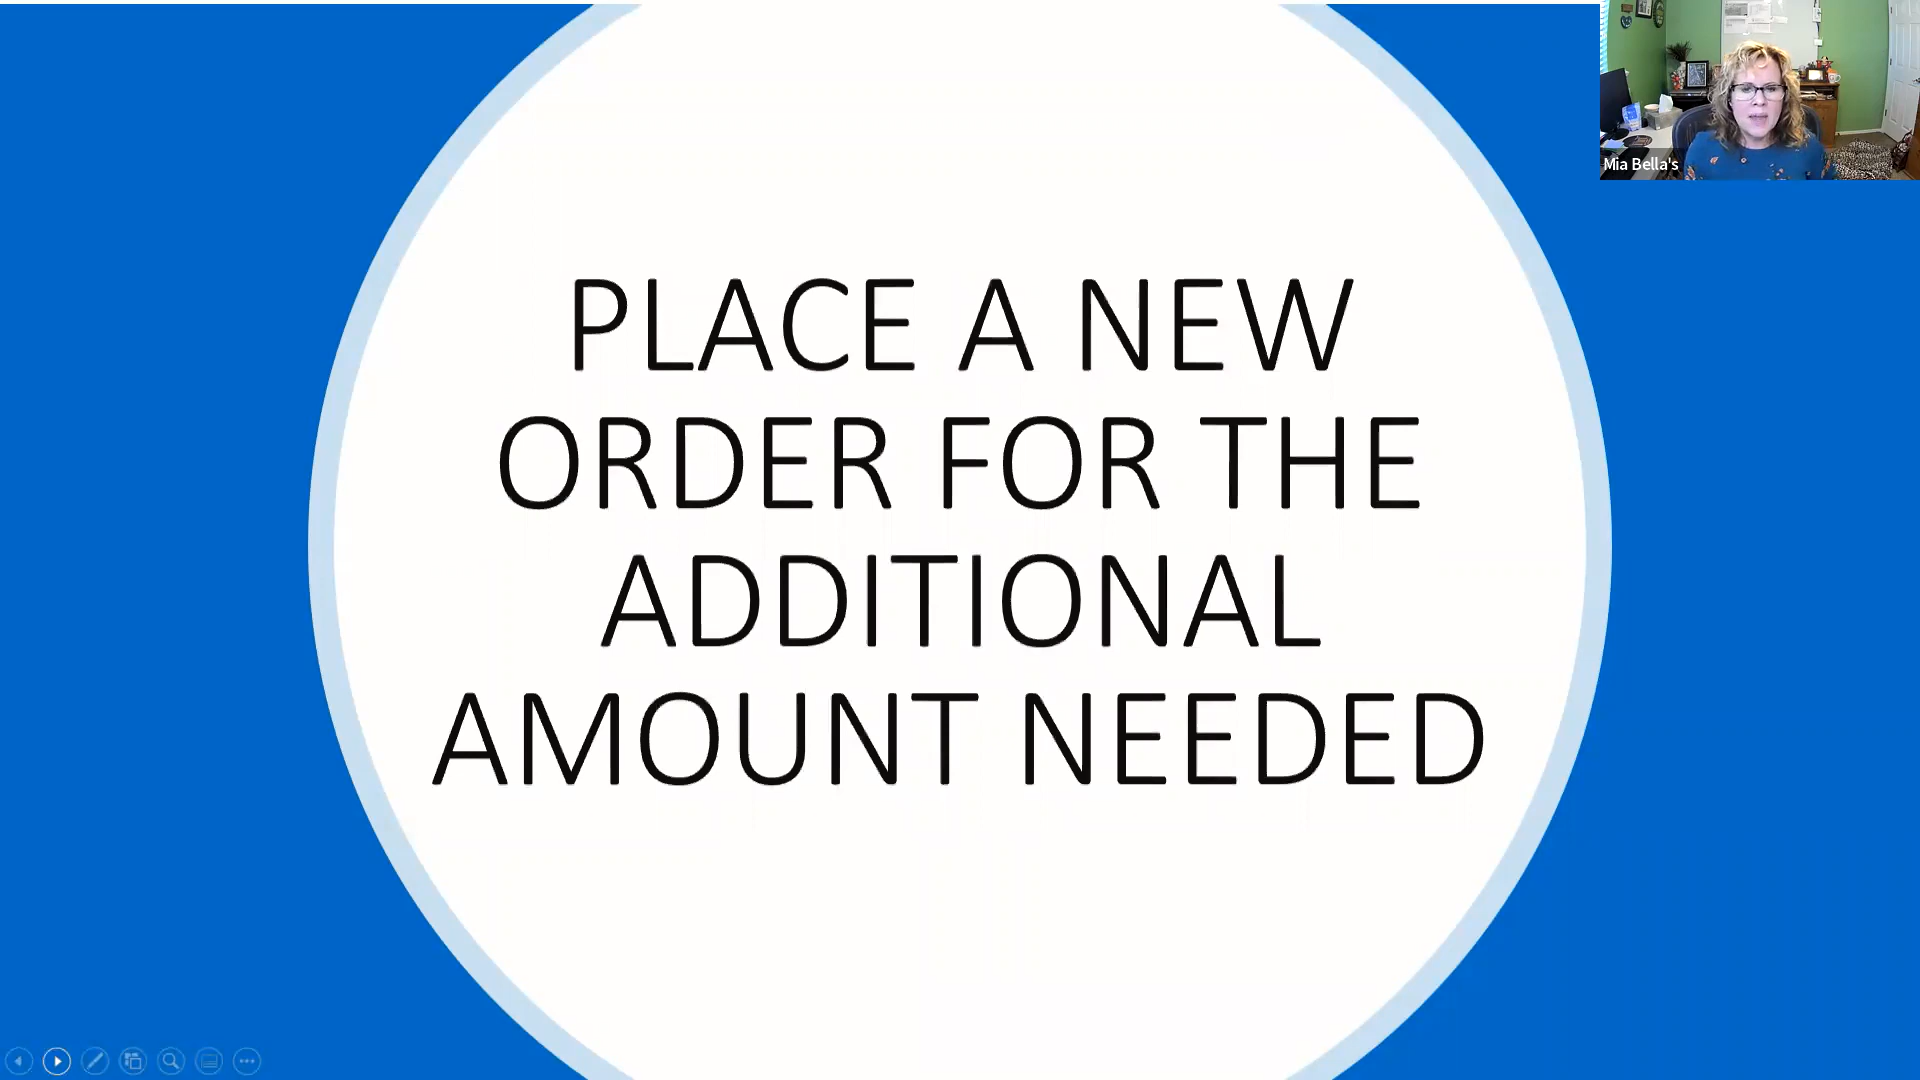 PLACE A NEW
ORDER FOR THE
ADDITIONAL
AMOUNT NEEDED
Mia Bella's